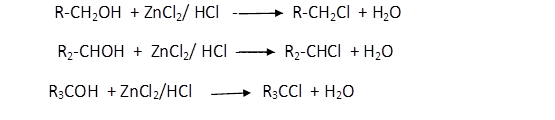 R-CH₂OH + ZnCl₂/ HCl ⟶ R-CH₂Cl + H₂O
R₂-CHOH + ZnCl₂/ HCl ⟶ R₂-CHCl + H₂O
R₃COH + ZnCl₂/HCl ⟶ R₃CCl + H₂O